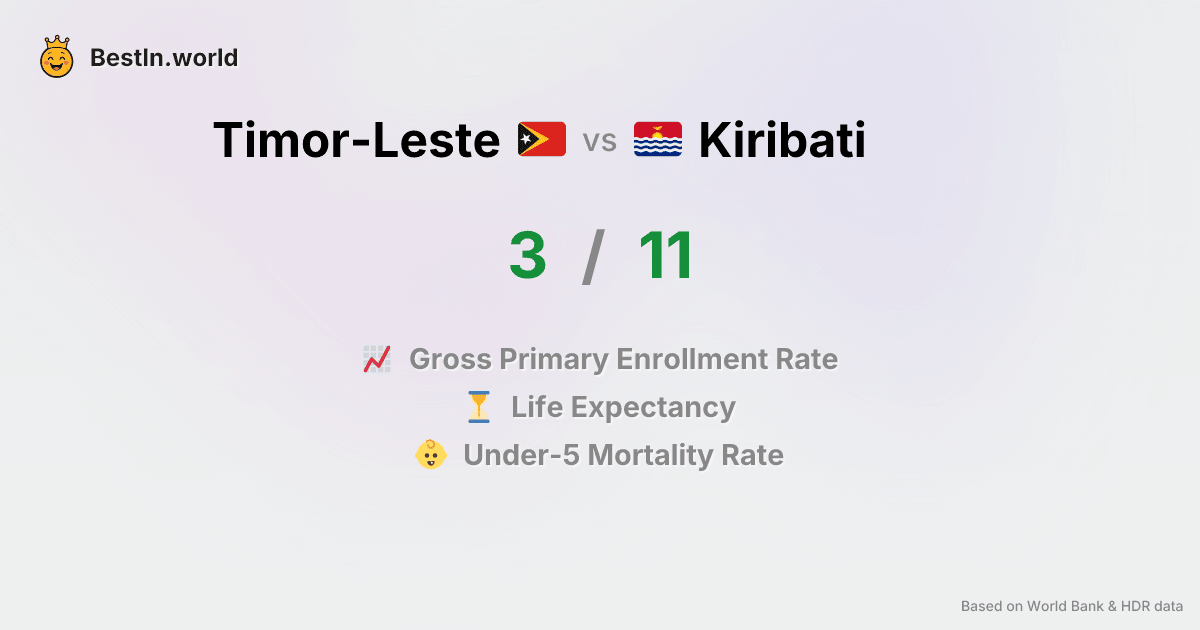 BestIn.world
Timor-Leste vs Kiribati
3 / 11
Gross Primary Enrollment Rate
Life Expectancy
Under-5 Mortality Rate
Based on World Bank & HDR data